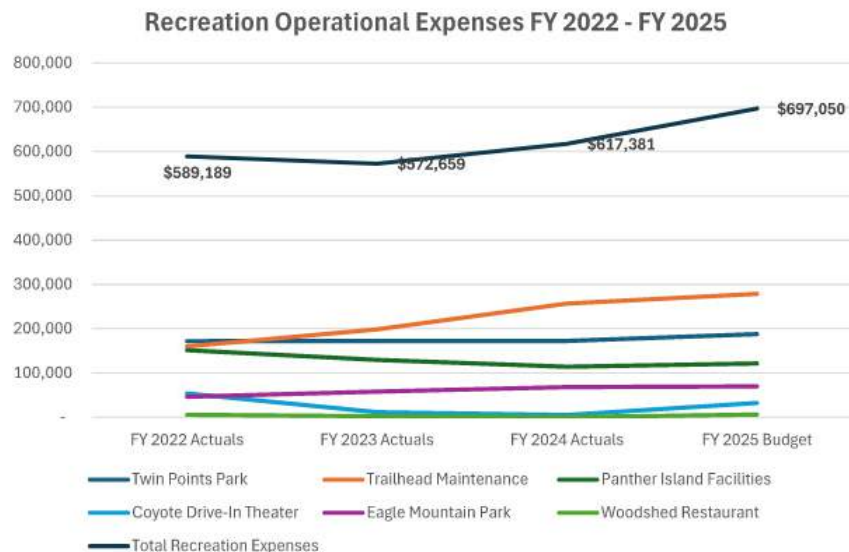 Recreation Operational Expenses FY 2022 - FY 2025
800,000
700,000
600,000
500,000
400,000
300,000
200,000
100,000
-
$589,189
$572,659
$617,381
$697,050
FY 2022 Actuals
FY 2023 Actuals
FY 2024 Actuals
FY 2025 Budget
Twin Points Park
Trailhead Maintenance
Panther Island Facilities
Coyote Drive-In Theater
Eagle Mountain Park
Woodshed Restaurant
Total Recreation Expenses